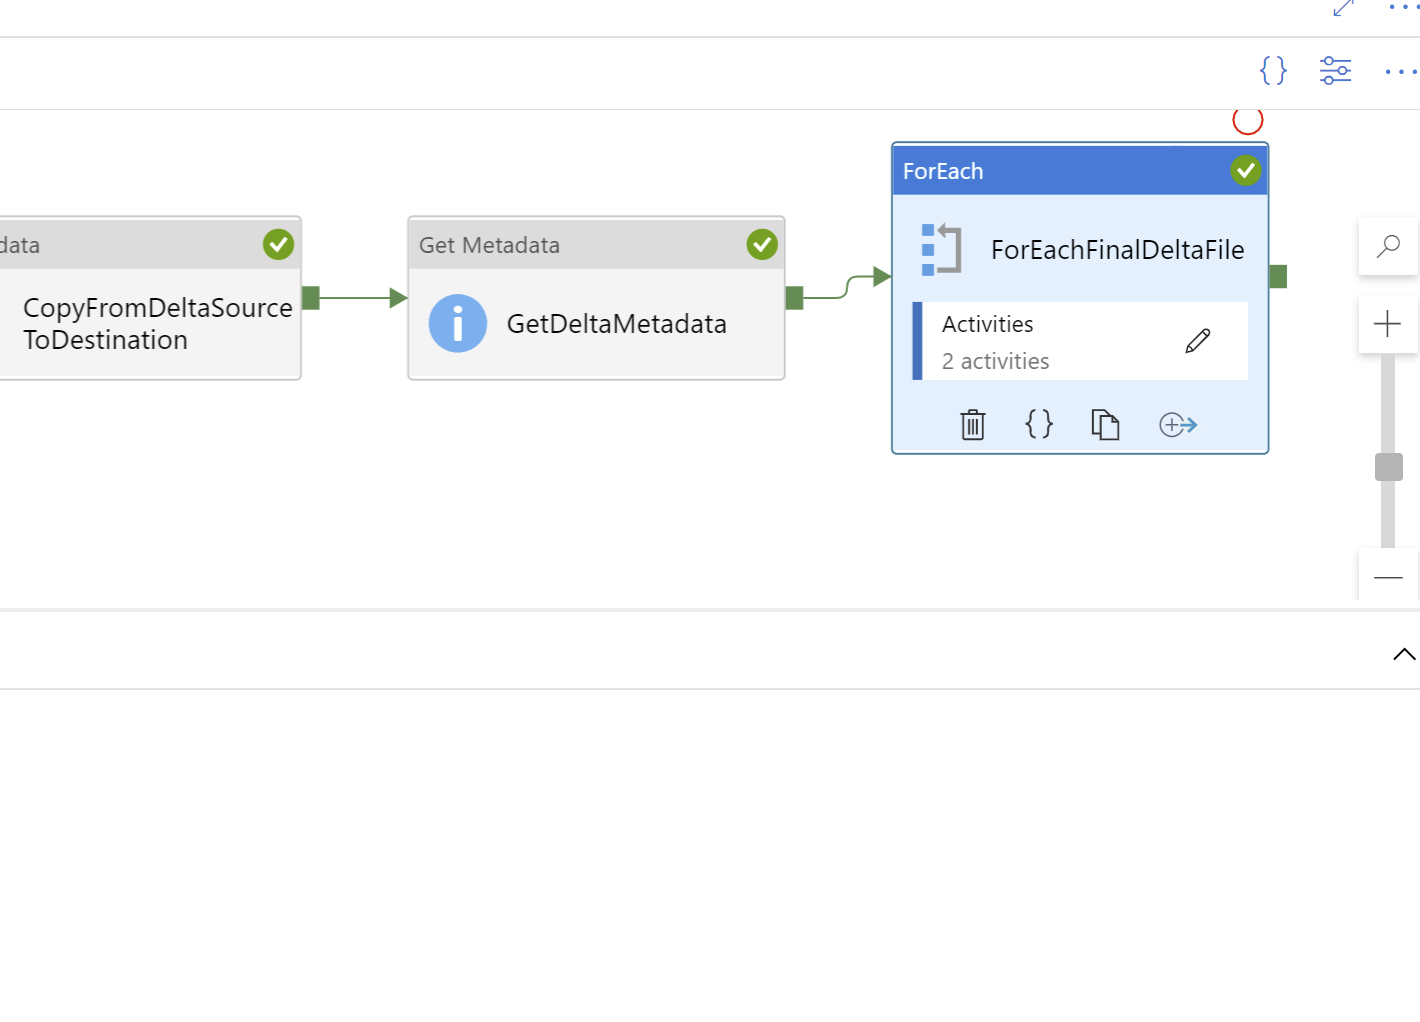 ForEach
data
Get Metadata
ForEachFinalDeltaFile
CopyFromDeltaSource
ToDestination
GetDeltaMetadata
Activities
2 activities